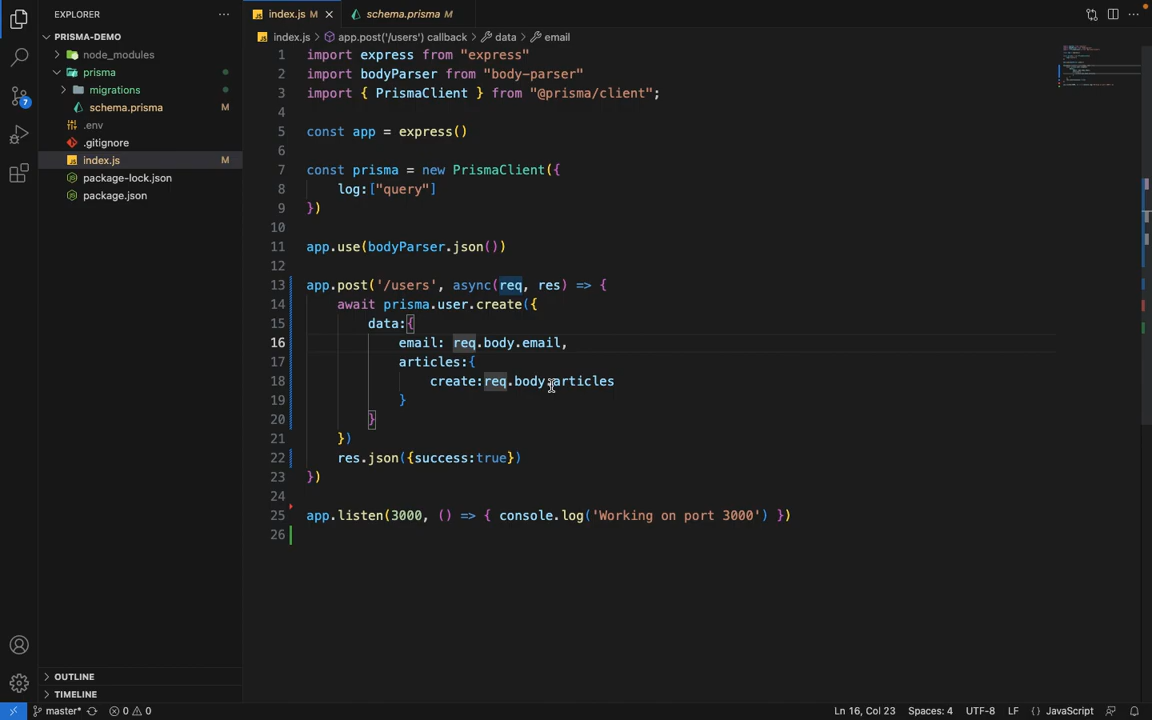 EXPLORER
PRISMA-DEMO
node_modules
prisma
migrations
schema.prisma M
.env
.gitignore
index.js M
package-lock.json
package.json
OUTLINE
TIMELINE
7
index.js M
schema.prisma M
index.js > app.post('/users') callback > data > email
1 import express from "express"
2 import bodyParser from "body-parser"
3 import { PrismaClient } from "@prisma/client";
4
5 const app = express()
6
7 const prisma = new PrismaClient({
8 log:["query"]
9 })
10
11 app.use(bodyParser.json())
12
13 app.post('/users', async(req, res) => {
14 await prisma.user.create({
15 data:{
16 email: req.body.email,
17 articles:{
18 create:req.body.articles
19 }
20 }
21 })
22 res.json({success:true})
23 })
24
25 app.listen(3000, () => { console.log('Working on port 3000') })
26
master* 0 0 Ln 16, Col 23 Spaces: 4 UTF-8 LF {} JavaScript